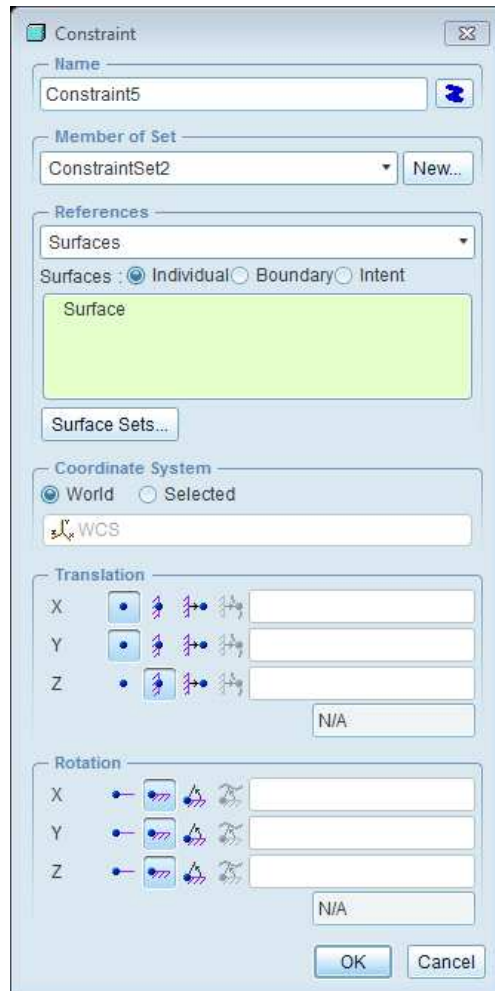 Constraint
Name
Constraint5
Member of Set
ConstraintSet2 New...
References
Surfaces
Surfaces : Individual Boundary Intent
Surface
Surface Sets...
Coordinate System
World Selected
WCS
Translation
X
Y
Z
N/A
Rotation
X
Y
Z
N/A
OK Cancel